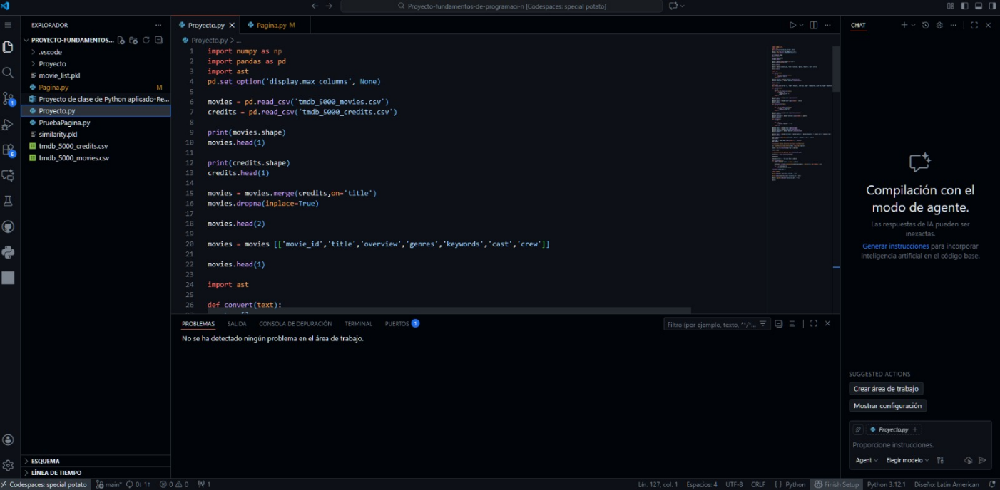 Proyecto-fundamentos-de-programaci-n [Codespaces: special potato]
EXPLORADOR
PROYECTO-FUNDAMENTOS...
.vscode
Proyecto
movie_list.pkl
Pagina.py M
Proyecto de clase de Python aplicado-Re...
Proyecto.py
PruebaPagina.py
similarity.pkl
tmdb_5000_credits.csv
tmdb_5000_movies.csv
ESQUEMA
LÍNEA DE TIEMPO
1
6
Proyecto.py Pagina.py M
Proyecto.py > ...
1 import numpy as np
2 import pandas as pd
3 import ast
4 pd.set_option('display.max_columns', None)
5
6 movies = pd.read_csv('tmdb_5000_movies.csv')
7 credits = pd.read_csv('tmdb_5000_credits.csv')
8
9 print(movies.shape)
10 movies.head(1)
11
12 print(credits.shape)
13 credits.head(1)
14
15 movies = movies.merge(credits,on='title')
16 movies.dropna(inplace=True)
17
18 movies.head(2)
19
20 movies = movies [['movie_id','title','overview','genres','keywords','cast','crew']]
21
22 movies.head(1)
23
24 import ast
25
26 def convert(text):
PROBLEMAS SALIDA CONSOLA DE DEPURACIÓN TERMINAL PUERTOS 1
Filtro (por ejemplo, texto, **/*...
No se ha detectado ningún problema en el área de trabajo.
CHAT
Compilación con el
modo de agente.
Las respuestas de IA pueden ser
inexactas.
Generar instrucciones para incorporar
inteligencia artificial en el código base.
SUGGESTED ACTIONS
Crear área de trabajo
Mostrar configuración
Proyecto.py +
Proporcione instrucciones.
Agent Elegir modelo
Codespaces: special potato main* 0↓ 1↑ 0 0 1 Lín. 127, col. 1 Espacios: 4 UTF-8 CRLF {} Python Finish Setup Python 3.12.1 Diseño: Latin American